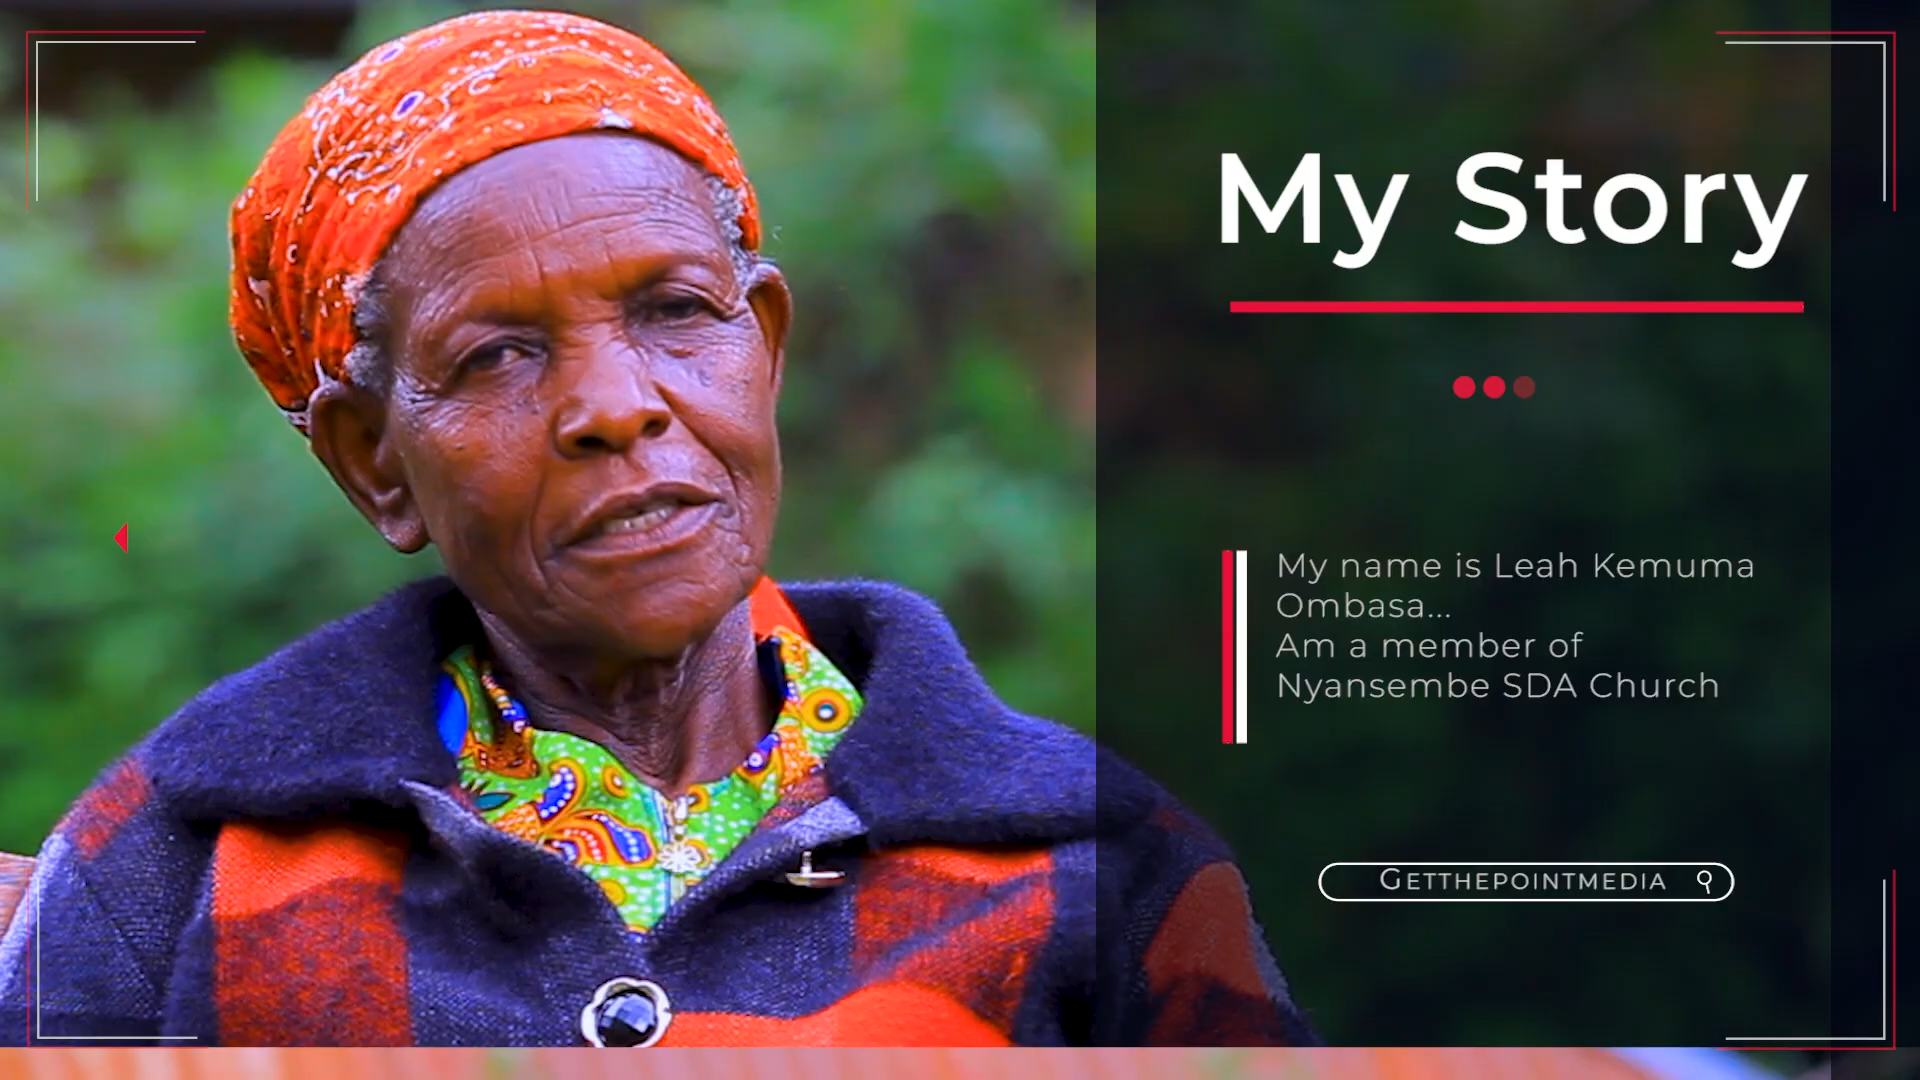 My Story
My name is Leah Kemuma
Ombasa...
Am a member of
Nyansembe SDA Church
GETTHEPOINTMEDIA